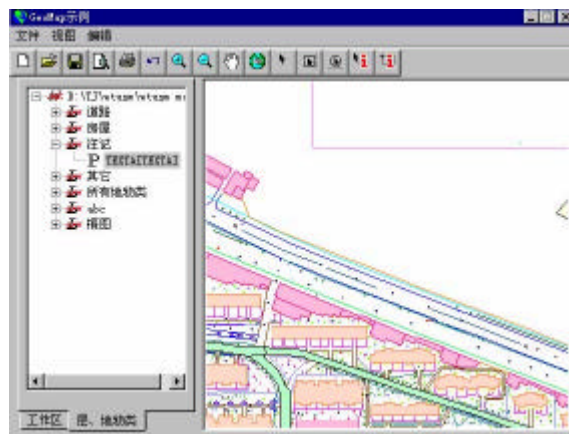 GeoMap示例
文件 视图 编辑
道路
房屋
注记
其它
所有地物类
abc
插图
工作区 层、地物类